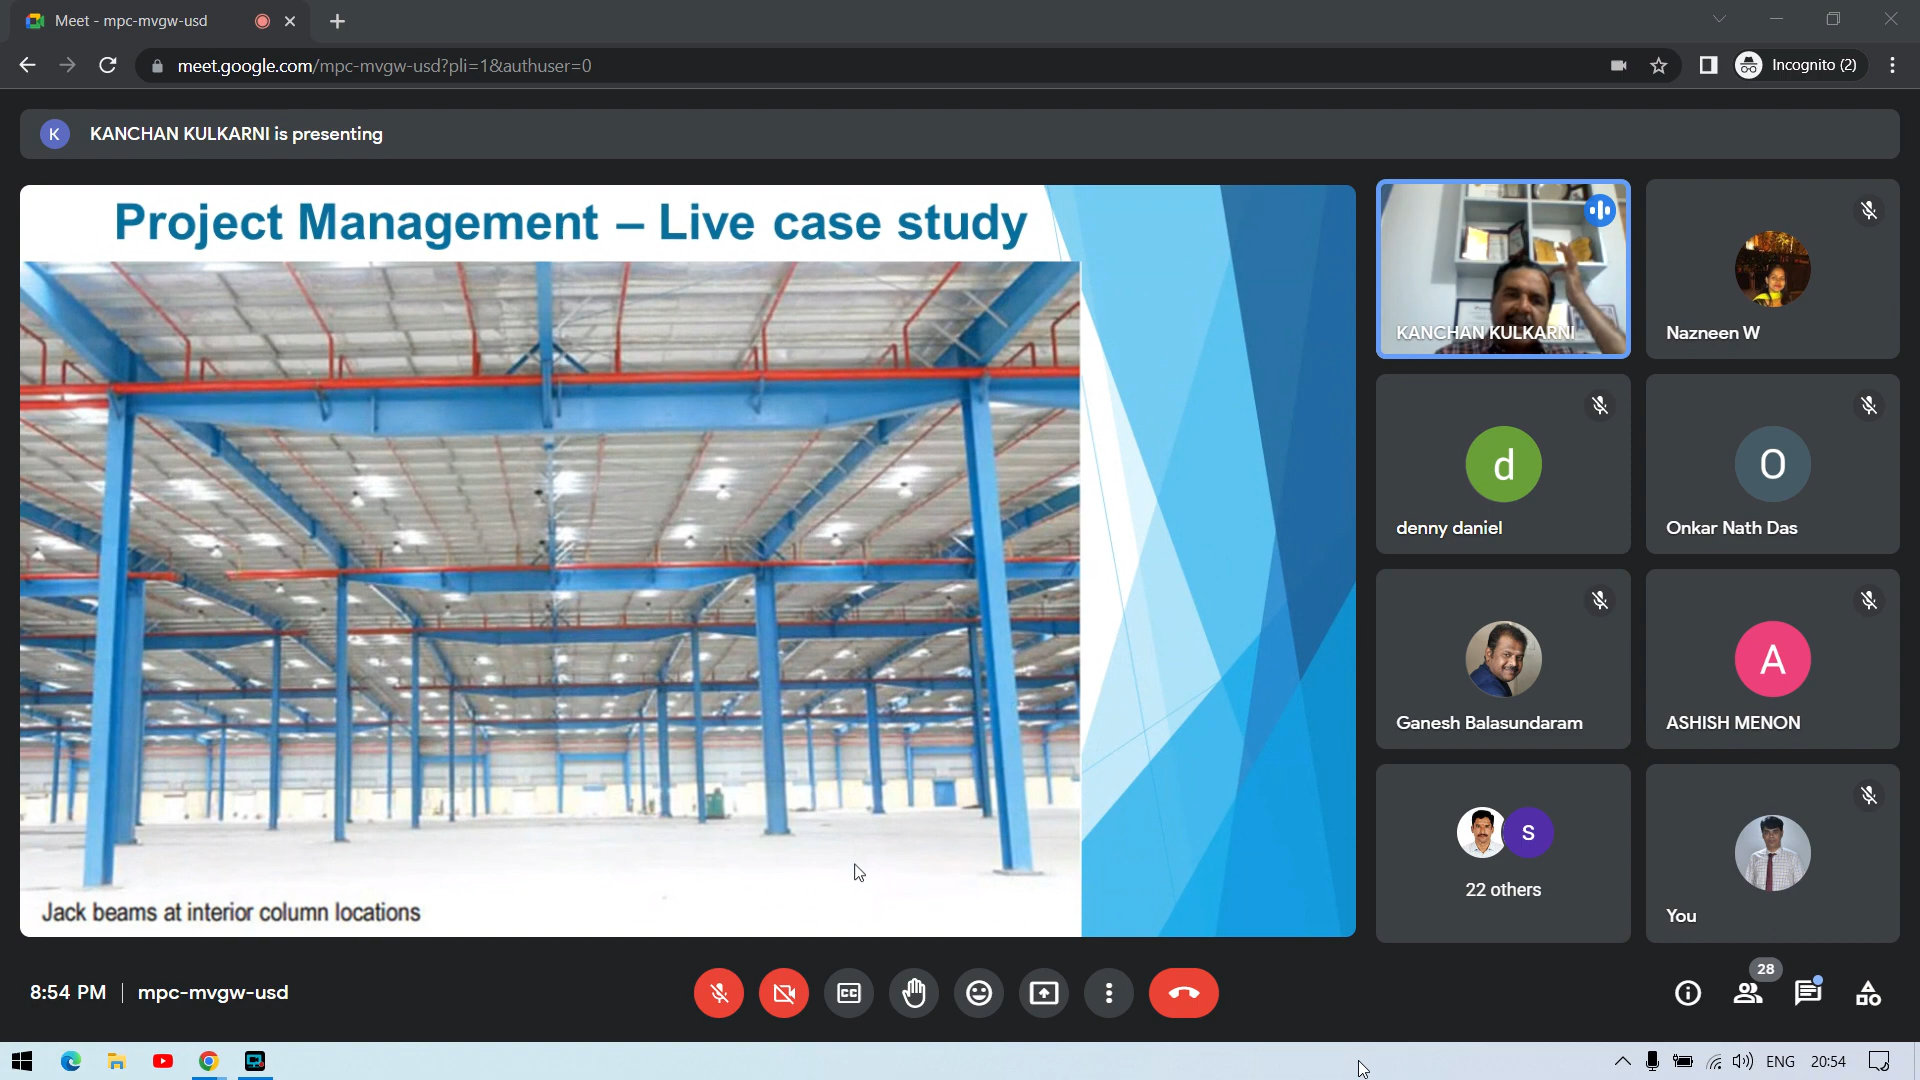 Meet - mpc-mvgw-usd
meet.google.com/mpc-mvgw-usd?pli=1&authuser=0
Incognito (2)
K
KANCHAN KULKARNI is presenting
Project Management – Live case study
Jack beams at interior column locations
KANCHAN KULKARNI
Nazneen W
d
denny daniel
O
Onkar Nath Das
Ganesh Balasundaram
A
ASHISH MENON
S
22 others
You
8:54 PM | mpc-mvgw-usd
CC
28
ENG
20:54